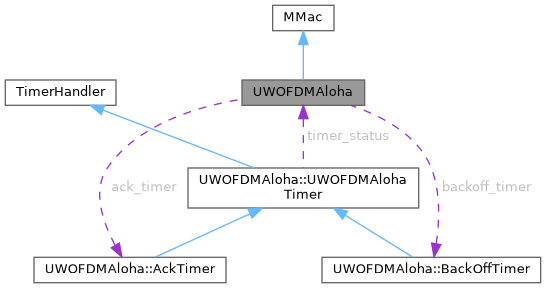 MMac
TimerHandler
UWOFDMAloha
timer_status
ack_timer
UWOFDMAloha::UWOFDMAloha
Timer
backoff_timer
UWOFDMAloha::AckTimer
UWOFDMAloha::BackOffTimer